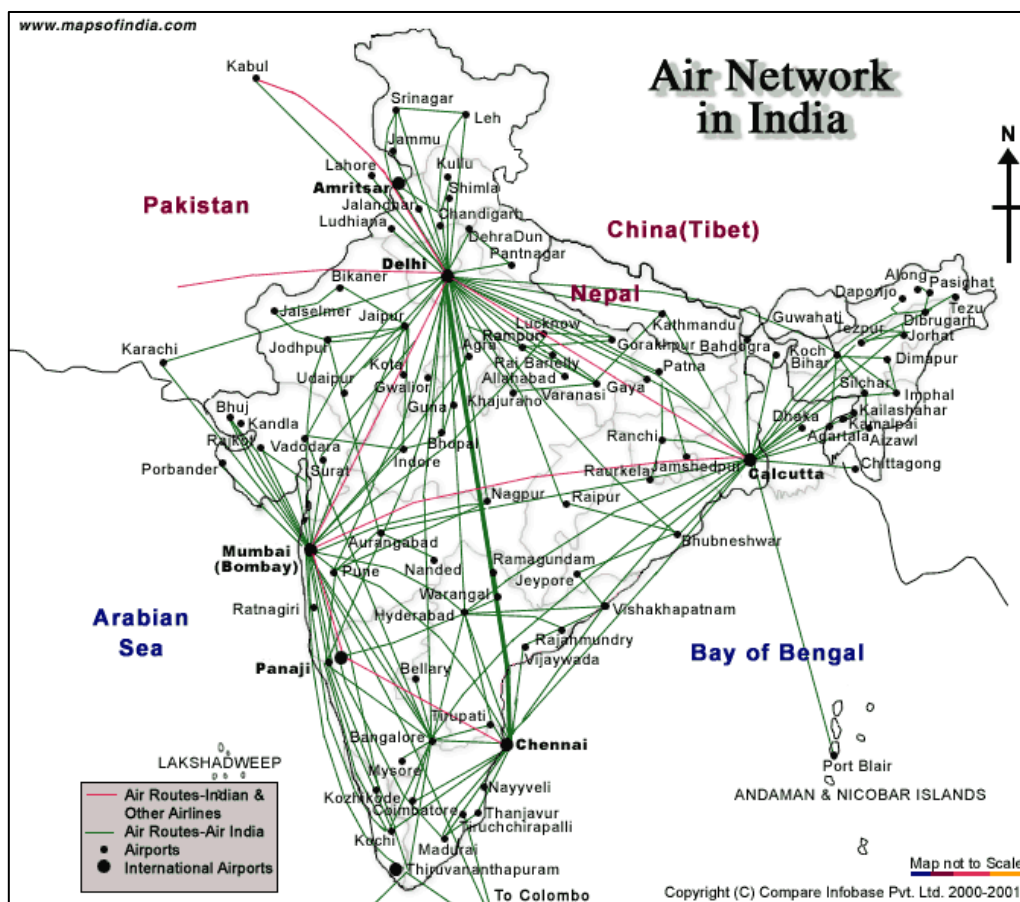 www.mapsofindia.com
Air Network
in India
Kabul
Srinagar
Leh
Jammu
Lahore
Kullu
Amritsar
Shimla
Jalandhar
Chandigarh
Ludhiana
DehraDun
Pantnagar
Pakistan
China(Tibet)
N
Delhi
Nepal
Bikaner
Jaiselmer
Jaipur
Jodhpur
Karachi
Lucknow
Rampur
Kathmandu
Agra
Gorakhpur
Bahdogra
Rai Barielly
Allahabad
Varanasi
Gaya
Patna
Kota
Gwalior
Udaipur
Guna
Khajuraho
Along
Pasighat
Daponjo
Tezu
Guwahati
Dibrugarh
Tezpur
Jorhat
Koch
Bihar
Dimapur
Silchar
Imphal
Dhaka
Kailashahar
Kamalpai
Agartala
Aizawl
Chittagong
Bhuj
Kandla
Rajkot
Vadodara
Bhopal
Indore
Porbander
Surat
Ranchi
Raurkela
Jamshedpur
Calcutta
Nagpur
Raipur
Mumbai
(Bombay)
Aurangabad
Bhubneshwar
Pune
Nanded
Ramagundam
Jeypore
Warangal
Ratnagiri
Hyderabad
Vishakhapatnam
Rajahmundry
Vijaywada
Arabian
Sea
Bay of Bengal
Panaji
Bellary
Tirupati
Bangalore
Chennai
Mysore
LAKSHADWEEP
Port Blair
ANDAMAN & NICOBAR ISLANDS
Kozhikode
Coimbatore
Nayyveli
Thanjavur
Tiruchchirapalli
Kochi
Madurai
Thiruvananthapuram
To Colombo
Air Routes-Indian &
Other Airlines
Air Routes-Air India
Airports
International Airports
Map not to Scale
Copyright (C) Compare Infobase Pvt. Ltd. 2000-2001